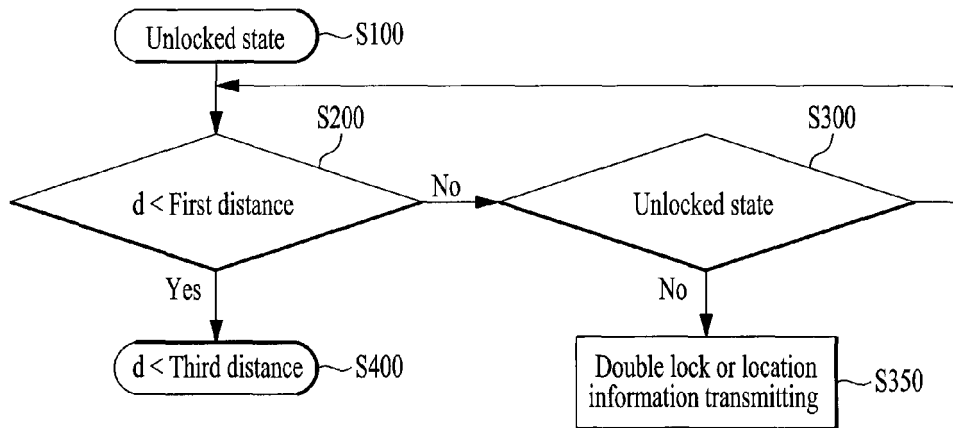 Unlocked state
S100
S200
d < First distance
No
S300
Unlocked state
Yes
No
d < Third distance
S400
Double lock or location
information transmitting
S350